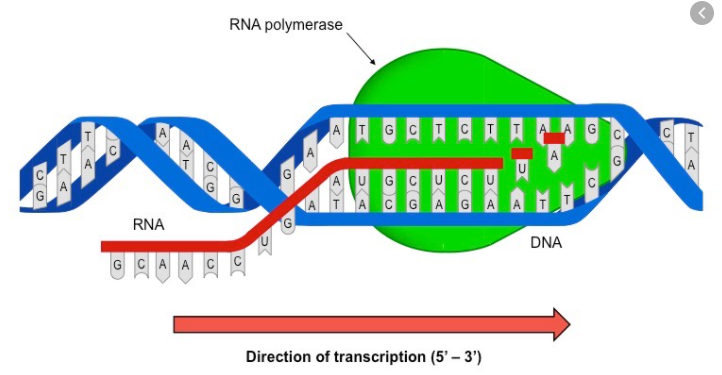 RNA polymerase
T T C A A T G C T C T T A A G C C T
C A A A A A
G A T C G G G A U G C U C U U A C G A
G A T A C G A G A A T T
RNA
U
DNA
G C A A C C
Direction of transcription (5' – 3')